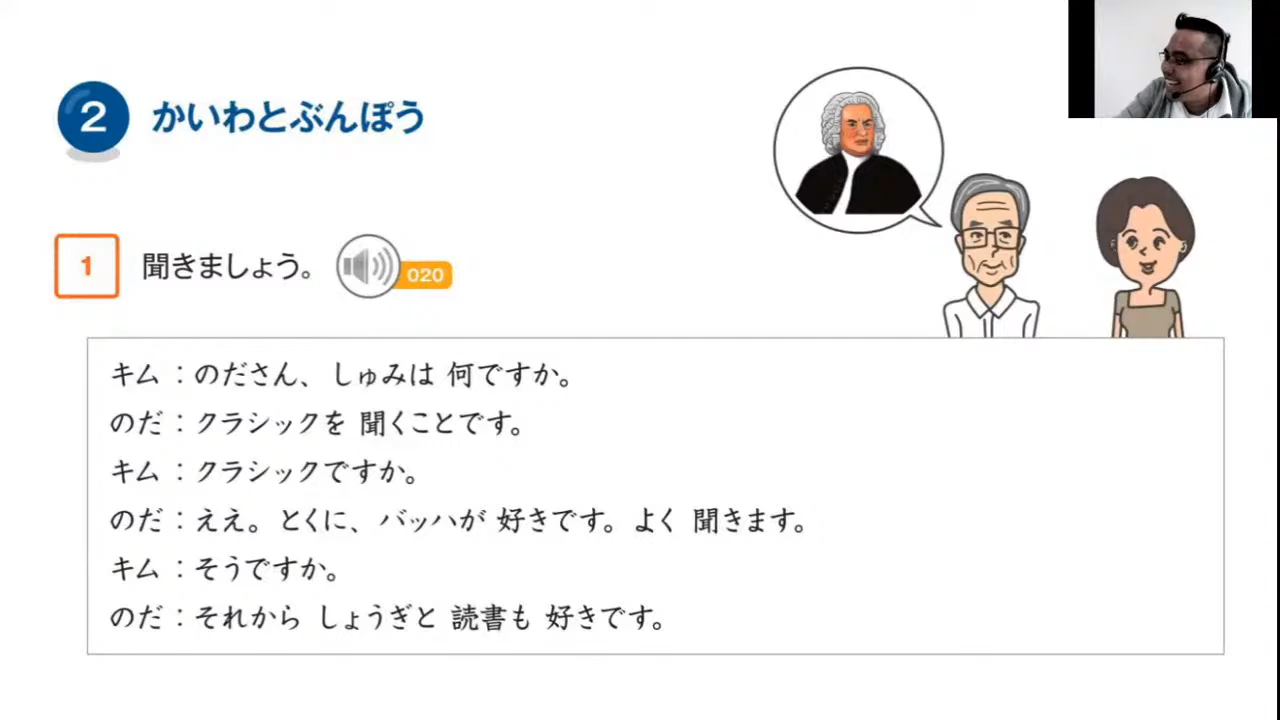 2 かいわとぶんぽう
1 聞きましょう。 020
キム：のださん、しゅみは 何ですか。
のだ：クラシックを 聞くことです。
キム：クラシックですか。
のだ：ええ。とくに、バッハが 好きです。よく 聞きます。
キム：そうですか。
のだ：それから しょうぎと 読書も 好きです。